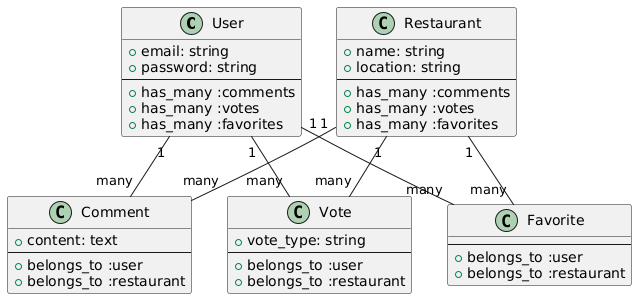 C User
email: string
password: string
has_many :comments
has_many :votes
has_many :favorites
C Restaurant
name: string
location: string
has_many :comments
has_many :votes
has_many :favorites
1 1
1 1 1 1
many many many many many many
C Comment
content: text
belongs_to :user
belongs_to :restaurant
C Vote
vote_type: string
belongs_to :user
belongs_to :restaurant
C Favorite
belongs_to :user
belongs_to :restaurant